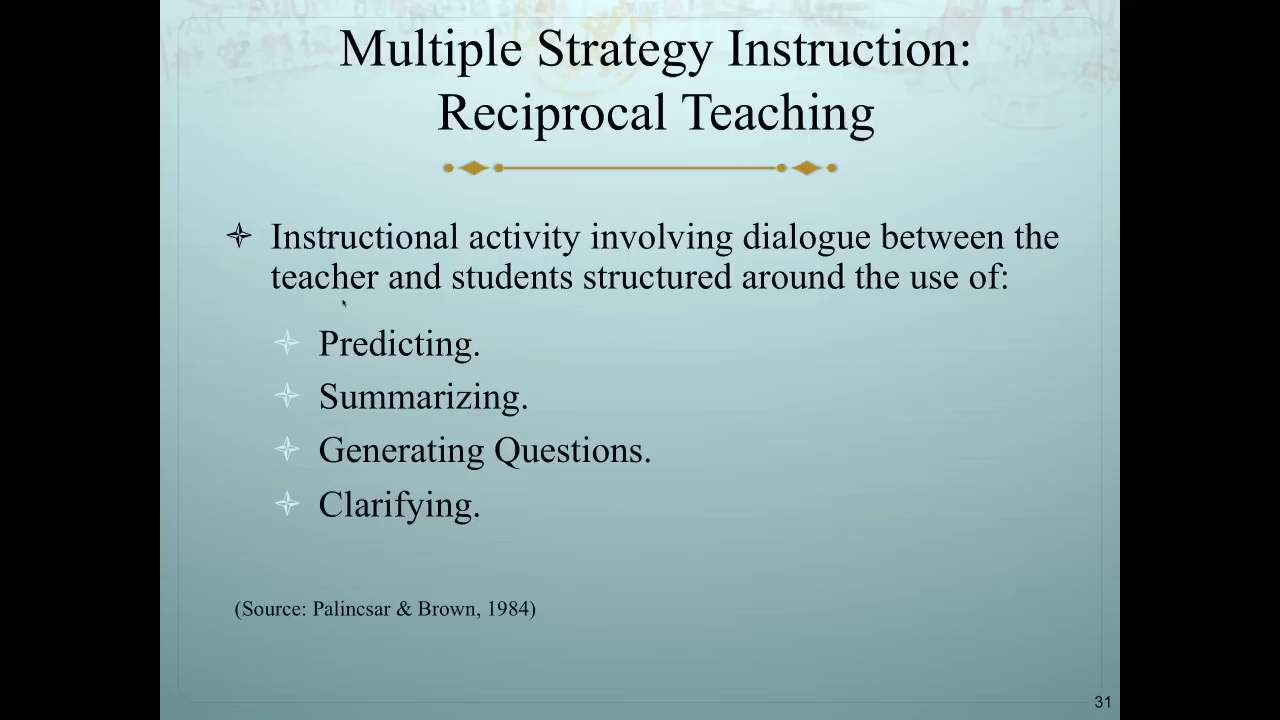 Multiple Strategy Instruction:
Reciprocal Teaching
Instructional activity involving dialogue between the
teacher and students structured around the use of:
Predicting.
Summarizing.
Generating Questions.
Clarifying.
(Source: Palincsar & Brown, 1984)
31